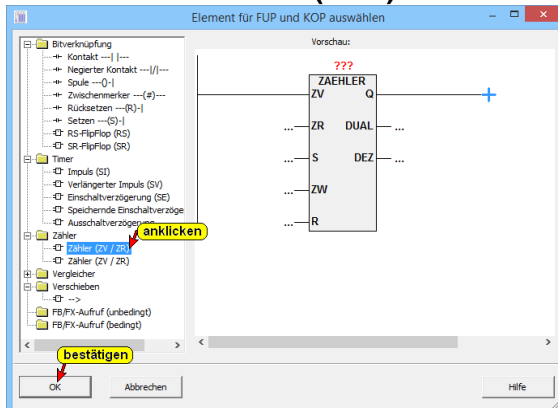 Element für FUP und KOP auswählen
Bitverknüpfung
Kontakt ---| |---
Negierter Kontakt ---|/|---
Spule ---()-|
Zwischenmerker ---(#)---
Rücksetzen ---(R)-|
Setzen ---(S)-|
RS-FlipFlop (RS)
SR-FlipFlop (SR)
Timer
Impuls (SI)
Verlängerter Impuls (SV)
Einschaltverzögerung (SE)
Speichernde Einschaltverzöge
Ausschaltverzögerung
Zähler
Zähler (ZV / ZR)
Zähler (ZV / ZR)
Vergleicher
Verschieben
-->
FB/FX-Aufruf (unbedingt)
FB/FX-Aufruf (bedingt)
anklicken
bestätigen
Vorschau:
???
ZAEHLER
ZV Q
... ZR DUAL ...
... S DEZ ...
... ZW
... R
OK Abbrechen Hilfe